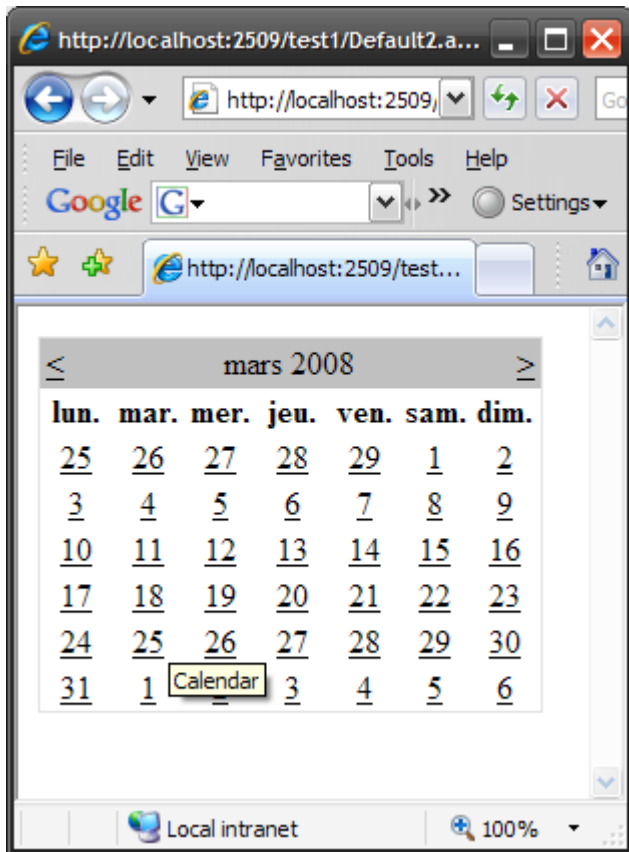 http://localhost:2509/test1/Default2.a...
http://localhost:2509/
Go
File Edit View Favorites Tools Help
Google G Settings
http://localhost:2509/test...
< mars 2008 >
lun. mar. mer. jeu. ven. sam. dim.
25 26 27 28 29 1 2
3 4 5 6 7 8 9
10 11 12 13 14 15 16
17 18 19 20 21 22 23
24 25 26 27 28 29 30
31 1 3 4 5 6
Calendar
Local intranet 100%